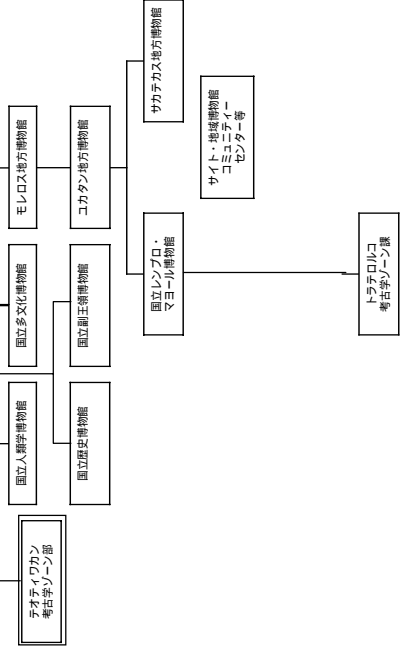 テオティワカン
考古学ゾーン部
国立人類学博物館
国立多文化博物館
モレロス地方博物館
国立歴史博物館
国立副王領博物館
ユカタン地方博物館
国立レンプロ・
マヨール博物館
サカテカス地方博物館
サイト・地域博物館
コミュニティー
センター等
トラテロルコ
考古学ゾーン課